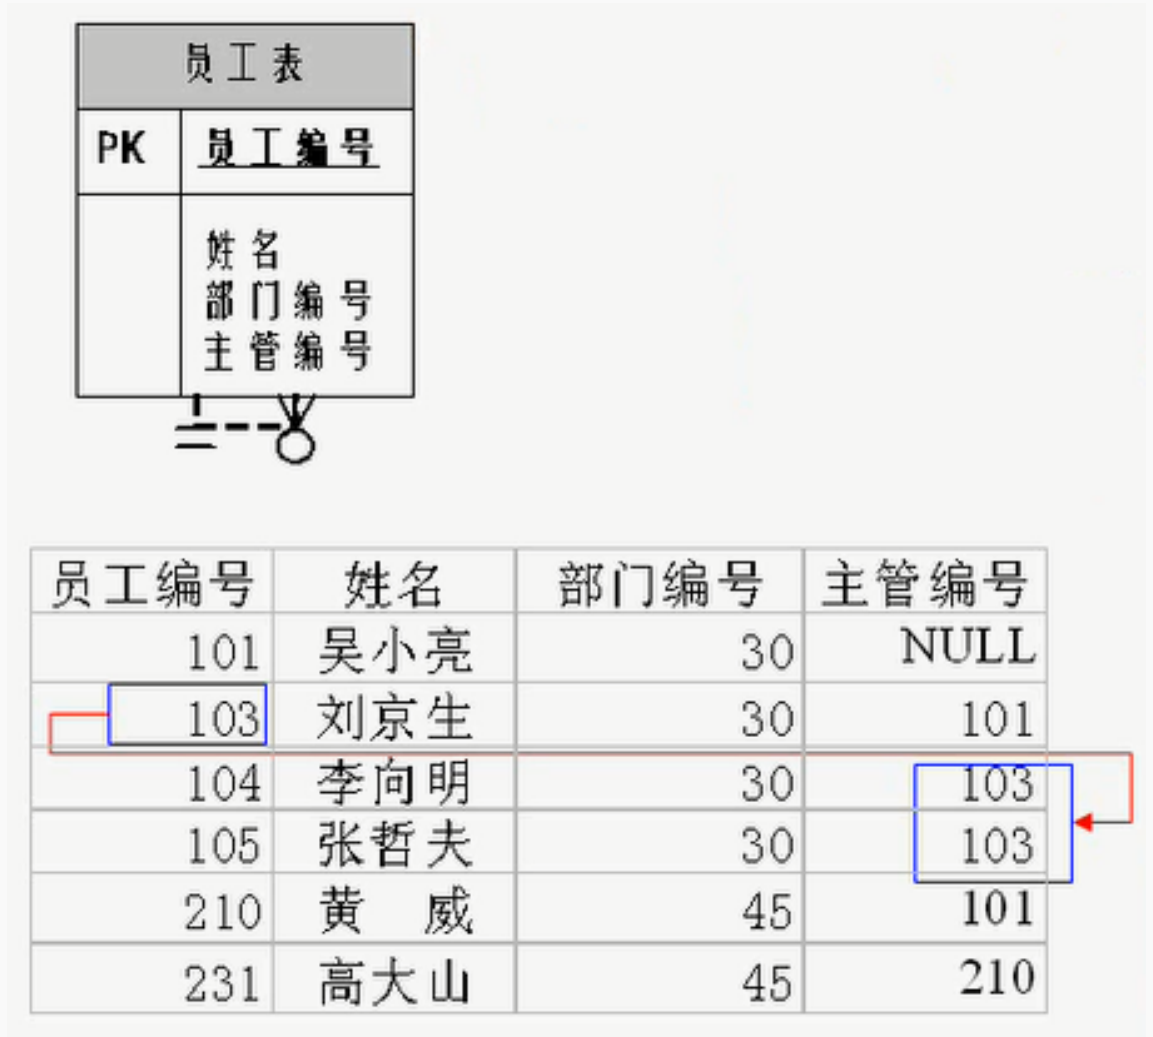 员工表
PK 员工编号
姓名
部门编号
主管编号
员工编号 姓名 部门编号 主管编号
101 吴小亮 30 NULL
103 刘京生 30 101
104 李向明 30 103
105 张哲夫 30 103
210 黄 威 45 101
231 高大山 45 210